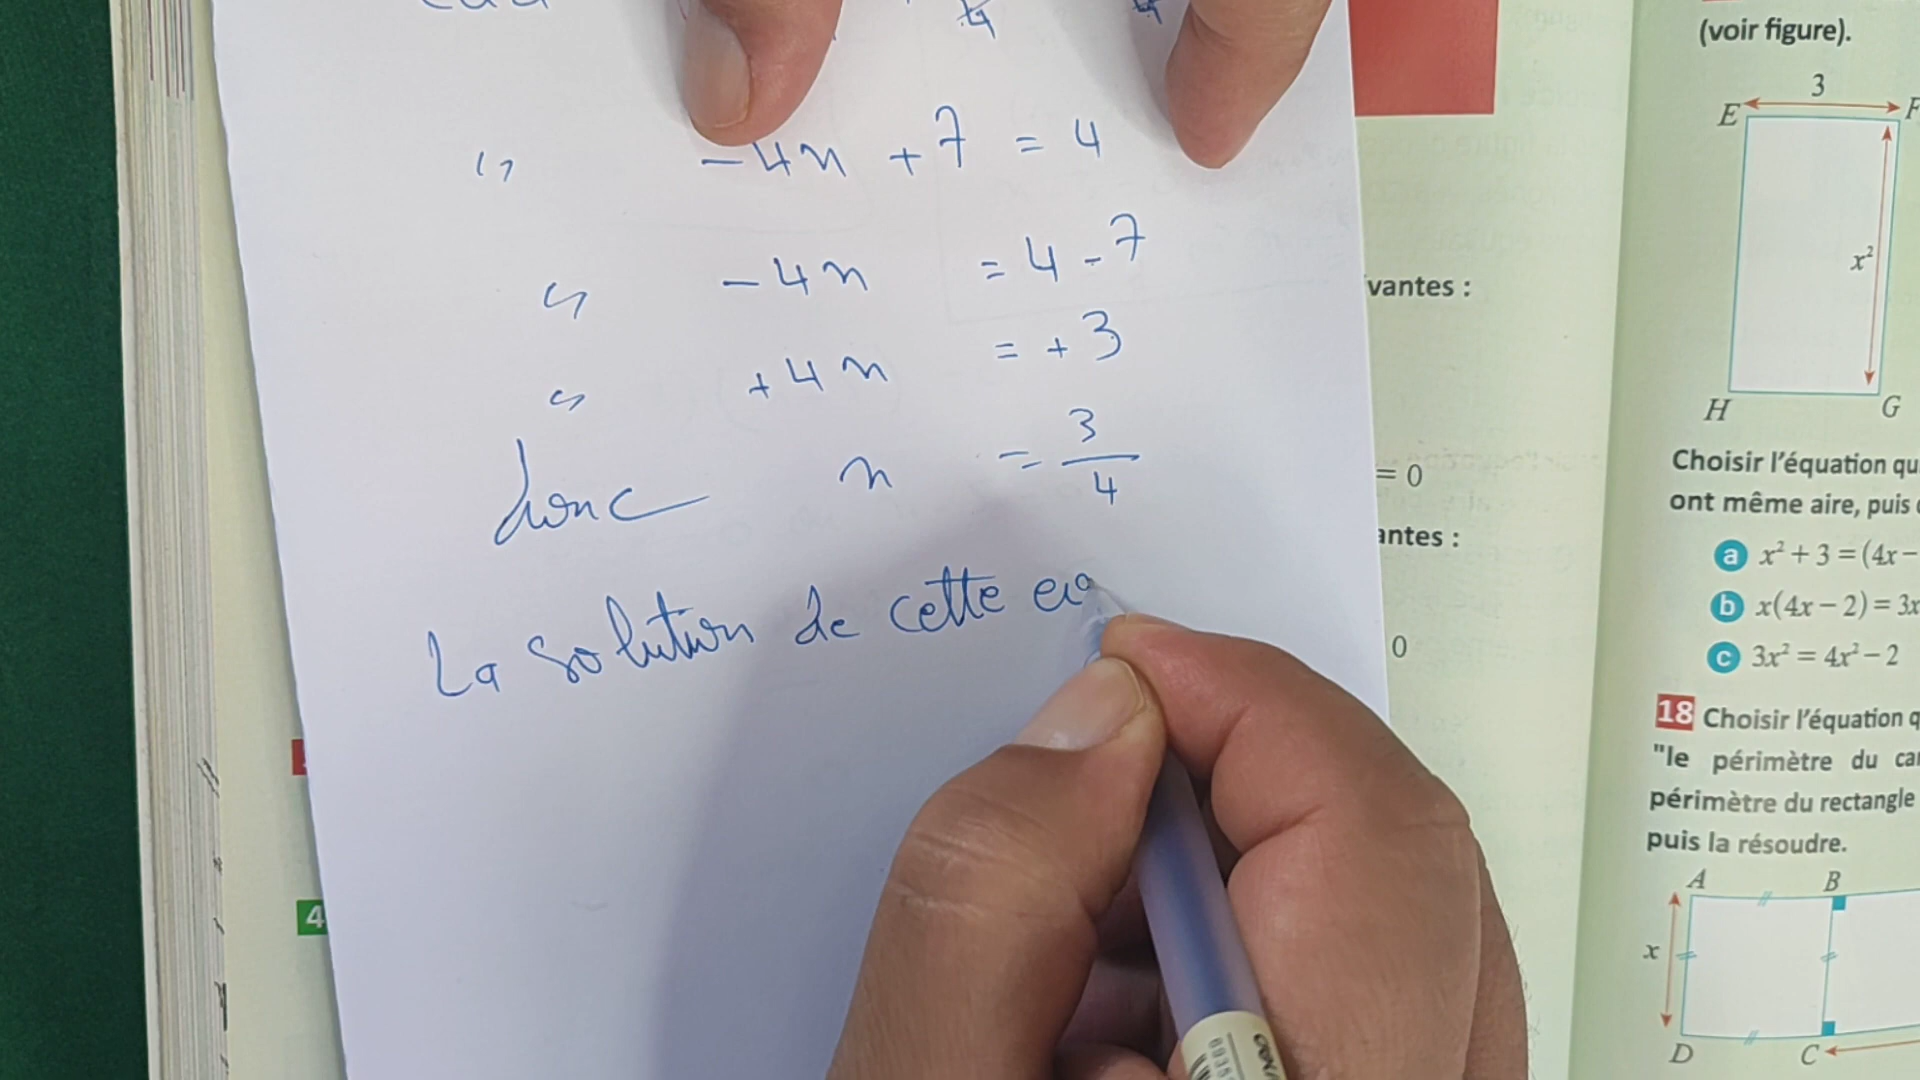 càd
" -4x + 7 = 4
" -4x = 4 - 7
" +4x = +3
donc x = 3/4
La solution de cette
4
vantes :
= 0
antes :
0
(voir figure).
3
E F
x²
H G
Choisir l'équation qu
ont même aire, puis
a x² + 3 = (4x –
b x(4x – 2) = 3x
c 3x² = 4x² – 2
18 Choisir l'équation q
"le périmètre du ca
périmètre du rectangle
puis la résoudre.
A B
x
D C